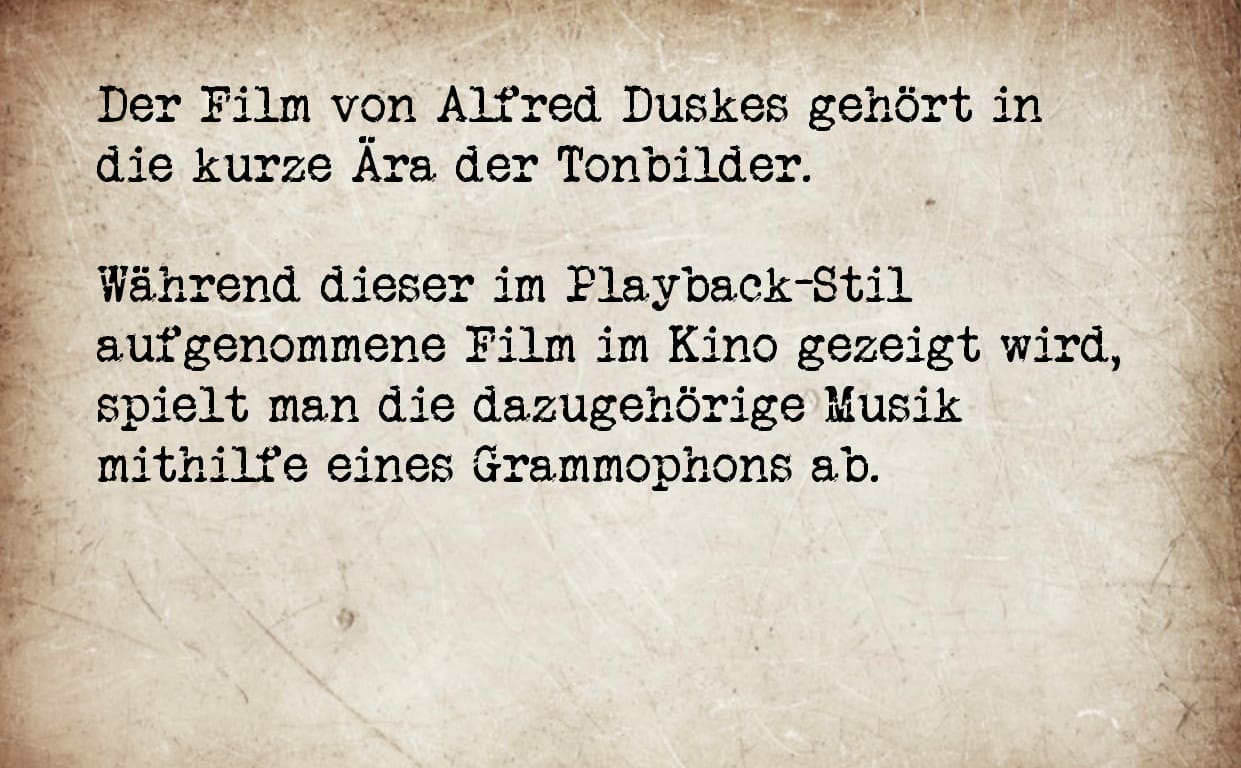 Der Film von Alfred Duskes gehört in
die kurze Ära der Tonbilder.
Während dieser im Playback-Stil
aufgenommene Film im Kino gezeigt wird,
spielt man die dazugehörige Musik
mithilfe eines Grammophons ab.